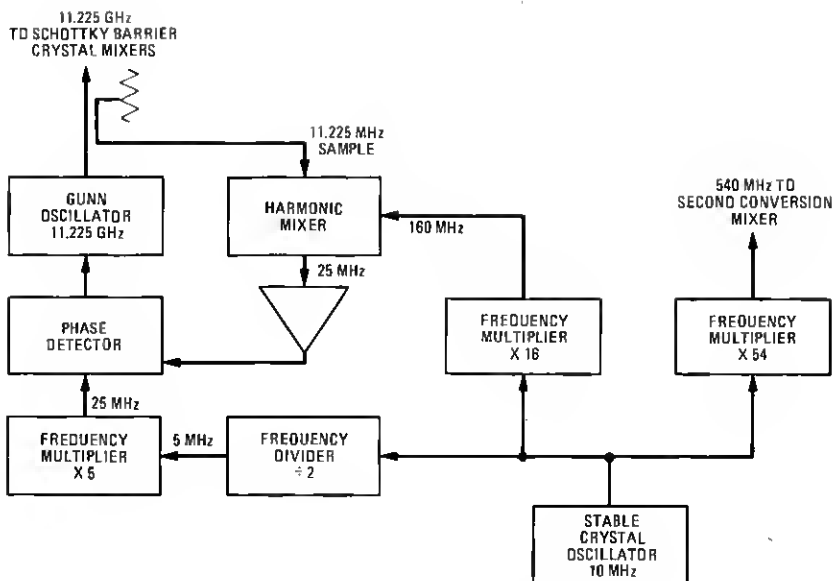 11.225 GHz
TO SCHOTTKY BARRIER
CRYSTAL MIXERS
11.225 MHz
SAMPLE
GUNN
OSCILLATOR
11.225 GHz
HARMONIC
MIXER
160 MHz
540 MHz TO
SECOND CONVERSION
MIXER
25 MHz
PHASE
DETECTOR
FREQUENCY
MULTIPLIER
X 16
FREQUENCY
MULTIPLIER
X 54
25 MHz
FREQUENCY
MULTIPLIER
X 5
5 MHz
FREQUENCY
DIVIDER
÷ 2
STABLE
CRYSTAL
OSCILLATOR
10 MHz